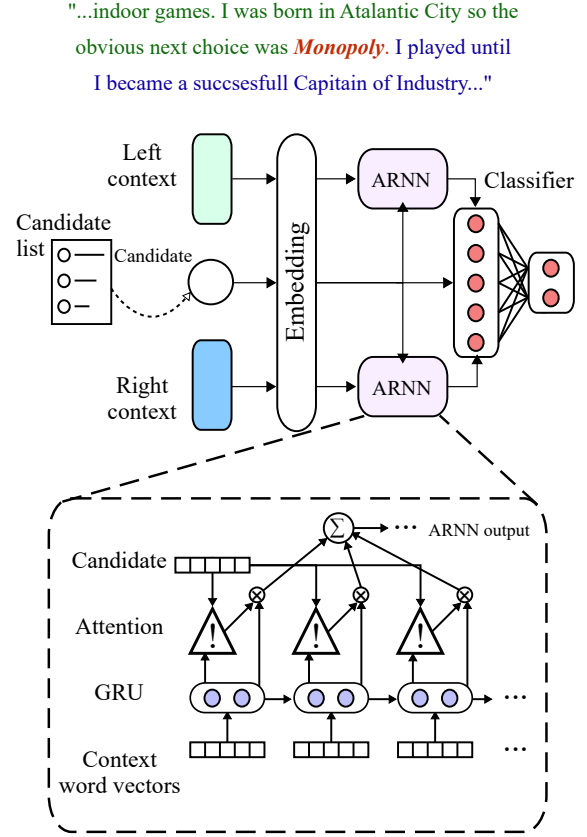 "...indoor games. I was born in Atalantic City so the
obvious next choice was Monopoly. I played until
I became a succsesfull Capitain of Industry..."
Left
context
ARNN
Classifier
Candidate
list
Candidate
Embedding
Right
context
ARNN
Σ
... ARNN output
Candidate
Attention
! ! !
GRU
...
Context
word vectors
...